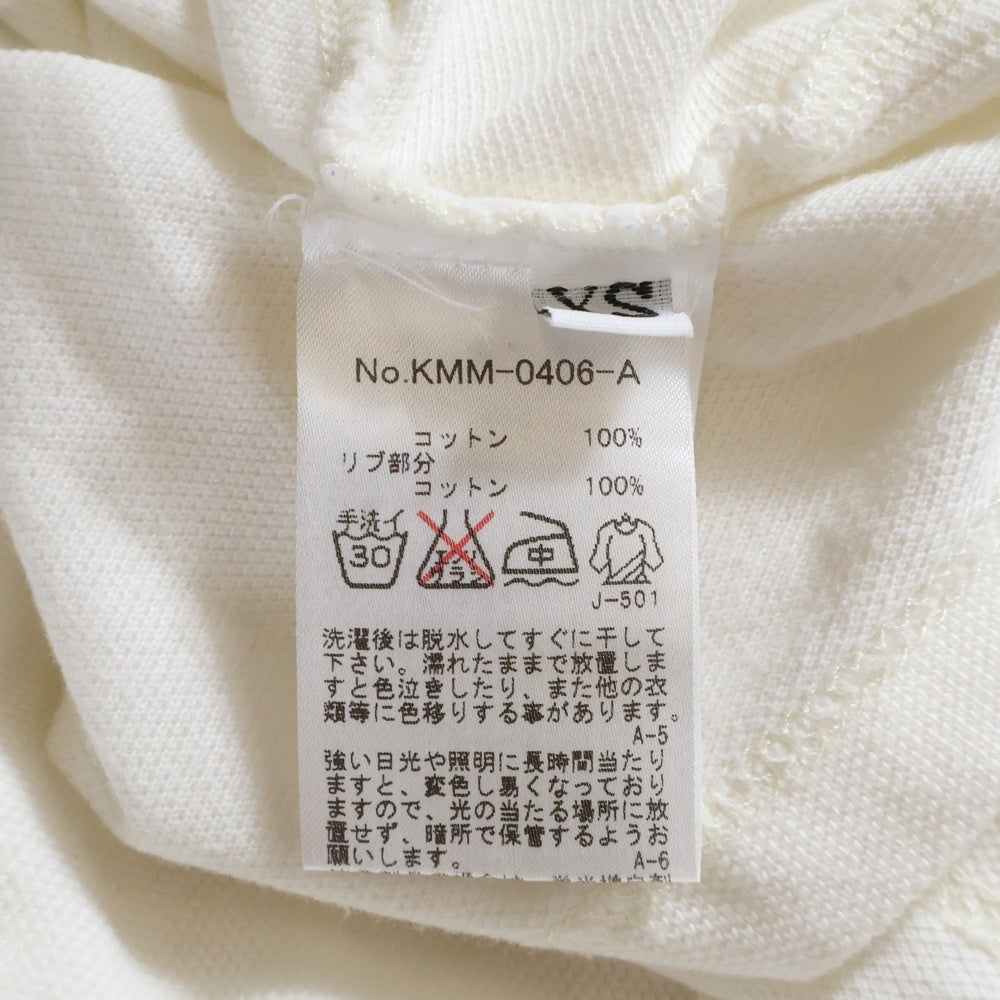 XS
No.KMM-0406-A
コットン 100%
リブ部分
コットン 100%
手洗イ
30
エンソ
サラシ
中
J-501
洗濯後は脱水してすぐに干して
下さい。濡れたままで放置しま
すと色泣きしたり、また他の衣
類等に色移りする事があります。
A-5
強い日光や照明に長時間当たり
ますと、変色し易くなっており
ますので、光の当たる場所に放
置せず、暗所で保管するようお
願いします。
A-6